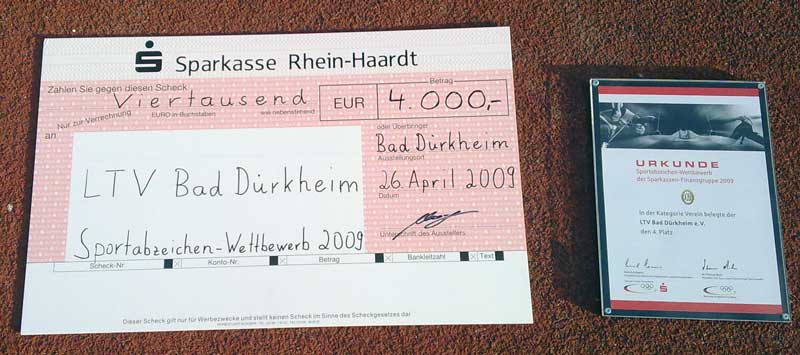 Sparkasse Rhein-Haardt
Zahlen Sie gegen diesen Scheck
Betrag
Viertausend
EUR
4.000,-
Nur zur Verrechnung
EURO in Buchstaben
wie nebenstehend
an
oder Überbringer
Bad Dürkheim
Ausstellungsort
LTV Bad Dürkheim
26. April 2009
Datum
Sportabzeichen-Wettbewerb 2009
Unterschrift des Ausstellers
Scheck-Nr.
Konto-Nr.
Betrag
Bankleitzahl
Text
Dieser Scheck gilt nur für Werbezwecke und stellt keinen Scheck im Sinne des Scheckgesetzes dar
URKUNDE
Sportabzeichen-Wettbewerb
der Sparkassen-Finanzgruppe 2009
In der Kategorie Verein belegte der
LTV Bad Dürkheim e.V.
den 4. Platz